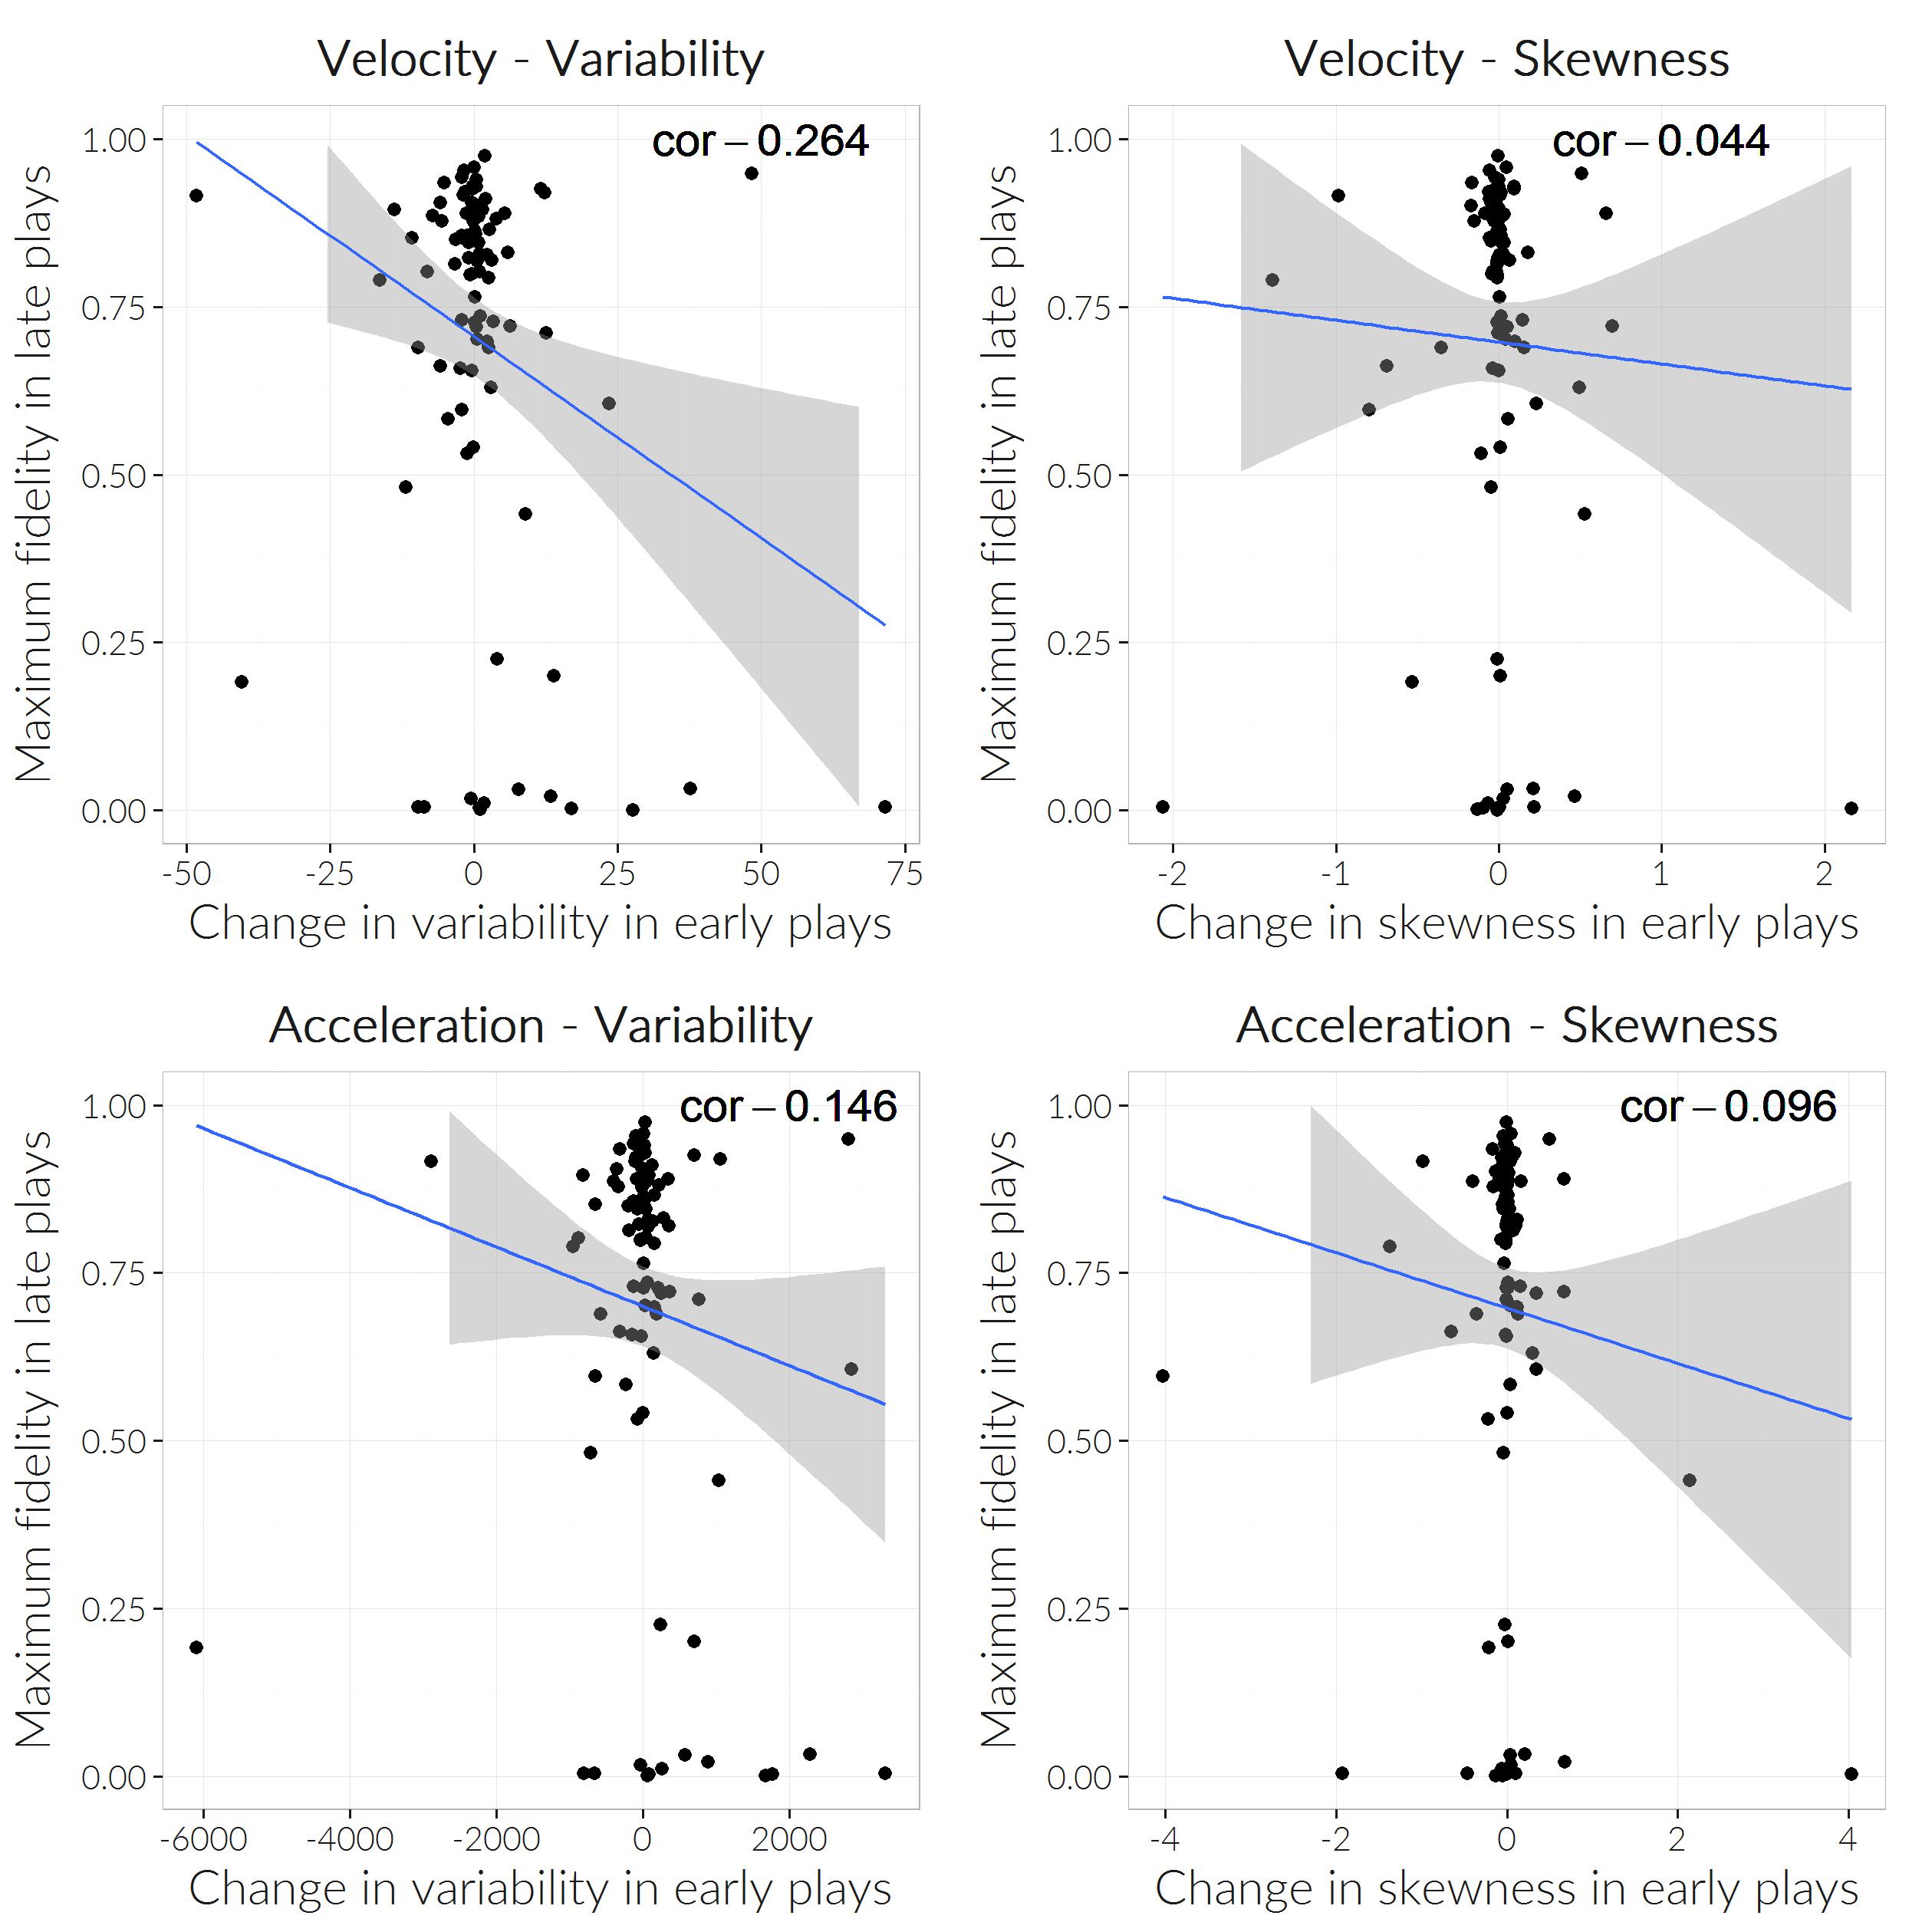 Velocity - Variability
cor – 0.264
Maximum fidelity in late plays
1.00
0.75
0.50
0.25
0.00
-50 -25 0 25 50 75
Change in variability in early plays
Velocity - Skewness
cor – 0.044
Maximum fidelity in late plays
1.00
0.75
0.50
0.25
0.00
-2 -1 0 1 2
Change in skewness in early plays
Acceleration - Variability
cor – 0.146
Maximum fidelity in late plays
1.00
0.75
0.50
0.25
0.00
-6000 -4000 -2000 0 2000
Change in variability in early plays
Acceleration - Skewness
cor – 0.096
Maximum fidelity in late plays
1.00
0.75
0.50
0.25
0.00
-4 -2 0 2 4
Change in skewness in early plays